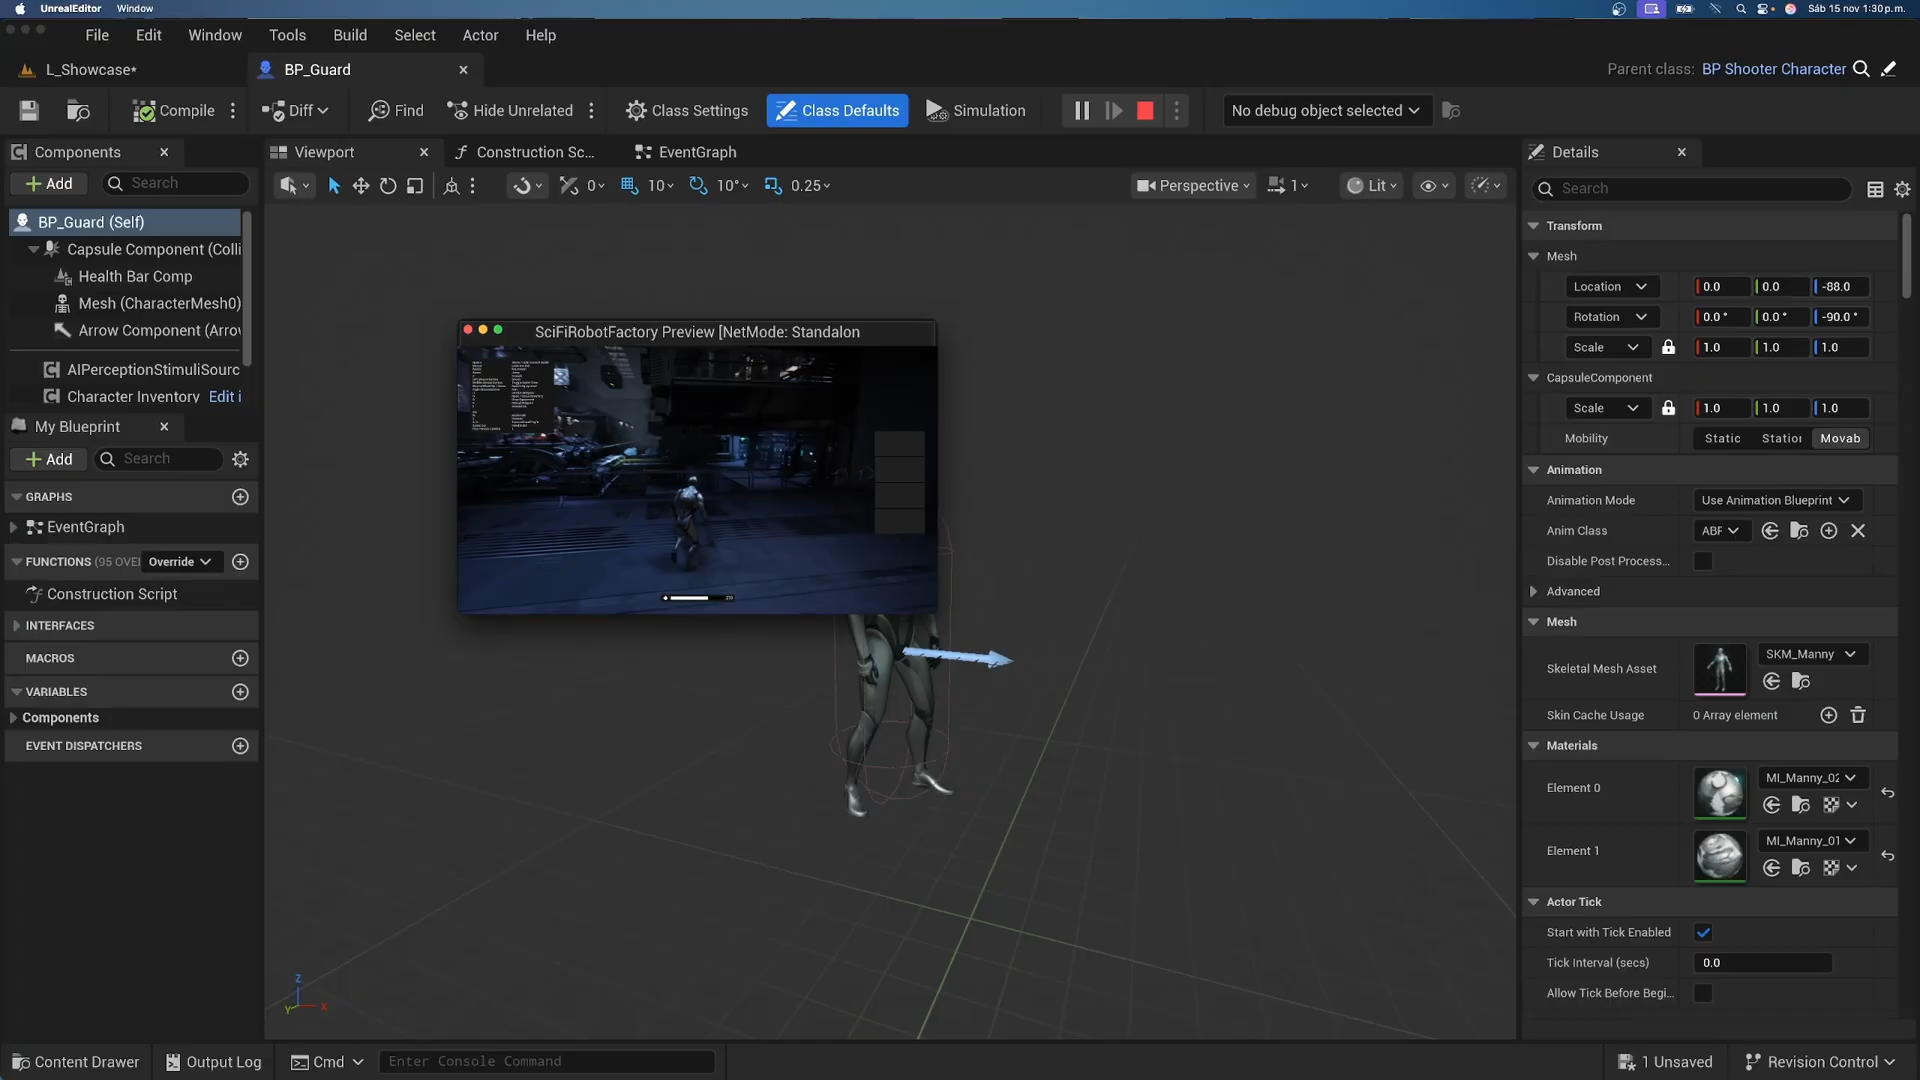 UnrealEditor Window
Sáb 15 nov 1:30 p.m.
File Edit Window Tools Build Select Actor Help
L_Showcase*
BP_Guard
Parent class: BP Shooter Character
Compile
Diff
Find
Hide Unrelated
Class Settings
Class Defaults
Simulation
No debug object selected
Components
Viewport
Construction Sc...
EventGraph
Details
Add
Search
0
10
10°
0.25
Perspective
1
Lit
Search
BP_Guard (Self)
Capsule Component (Colli
Health Bar Comp
Mesh (CharacterMesh0)
Arrow Component (Arrow
AIPerceptionStimuliSourc
Character Inventory Edit i
My Blueprint
Add
Search
GRAPHS
EventGraph
FUNCTIONS (95 OVE Override
Construction Script
INTERFACES
MACROS
VARIABLES
Components
EVENT DISPATCHERS
SciFiRobotFactory Preview [NetMode: Standalon
Z
Y X
Transform
Mesh
Location 0.0 0.0 -88.0
Rotation 0.0 ° 0.0 ° -90.0 °
Scale 1.0 1.0 1.0
CapsuleComponent
Scale 1.0 1.0 1.0
Mobility Static Station Movab
Animation
Animation Mode Use Animation Blueprint
Anim Class ABF
Disable Post Process...
Advanced
Mesh
Skeletal Mesh Asset SKM_Manny
Skin Cache Usage 0 Array element
Materials
Element 0 MI_Manny_02
Element 1 MI_Manny_01
Actor Tick
Start with Tick Enabled
Tick Interval (secs) 0.0
Allow Tick Before Begi...
Content Drawer
Output Log
Cmd
Enter Console Command
1 Unsaved
Revision Control